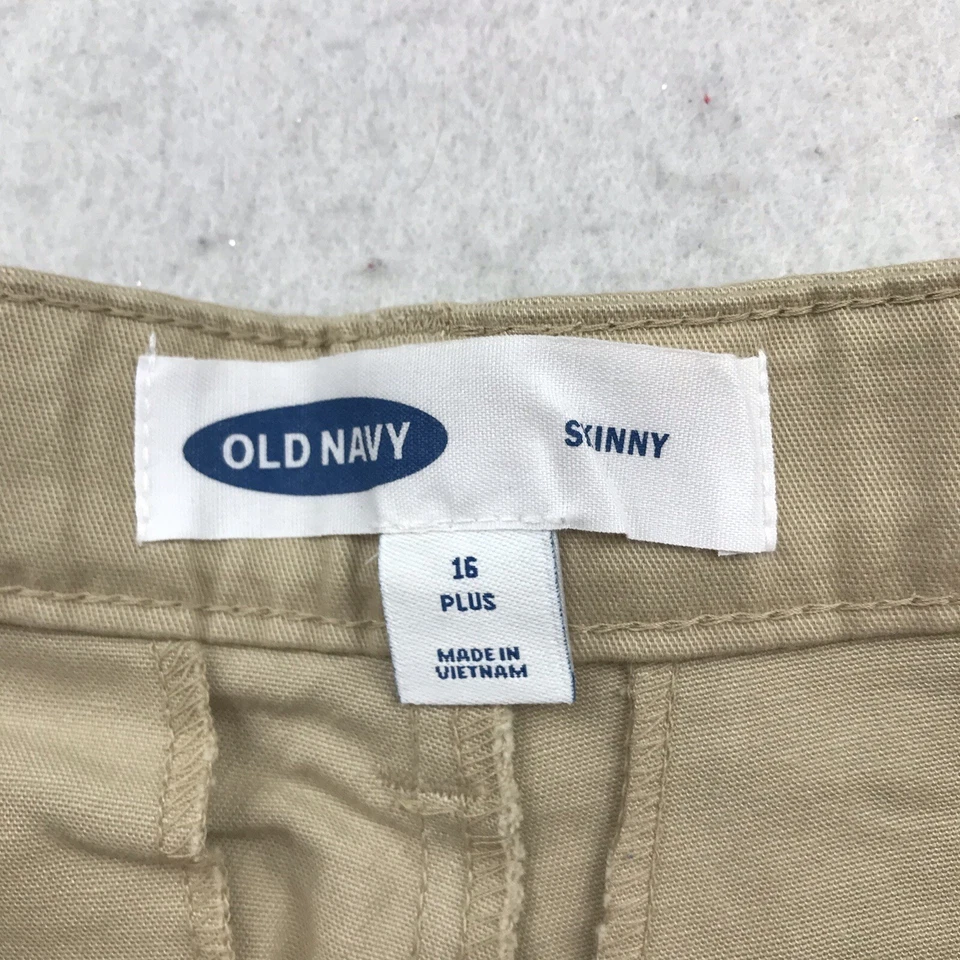 OLD NAVY
SKINNY
16
PLUS
MADE IN
VIETNAM